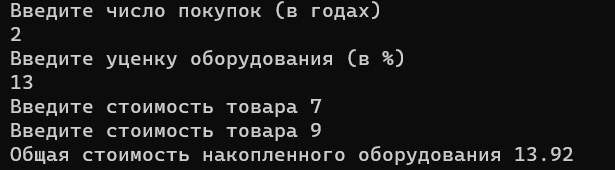 Введите число покупок (в годах)
2
Введите уценку оборудования (в %)
13
Введите стоимость товара 7
Введите стоимость товара 9
Общая стоимость накопленного оборудования 13.92